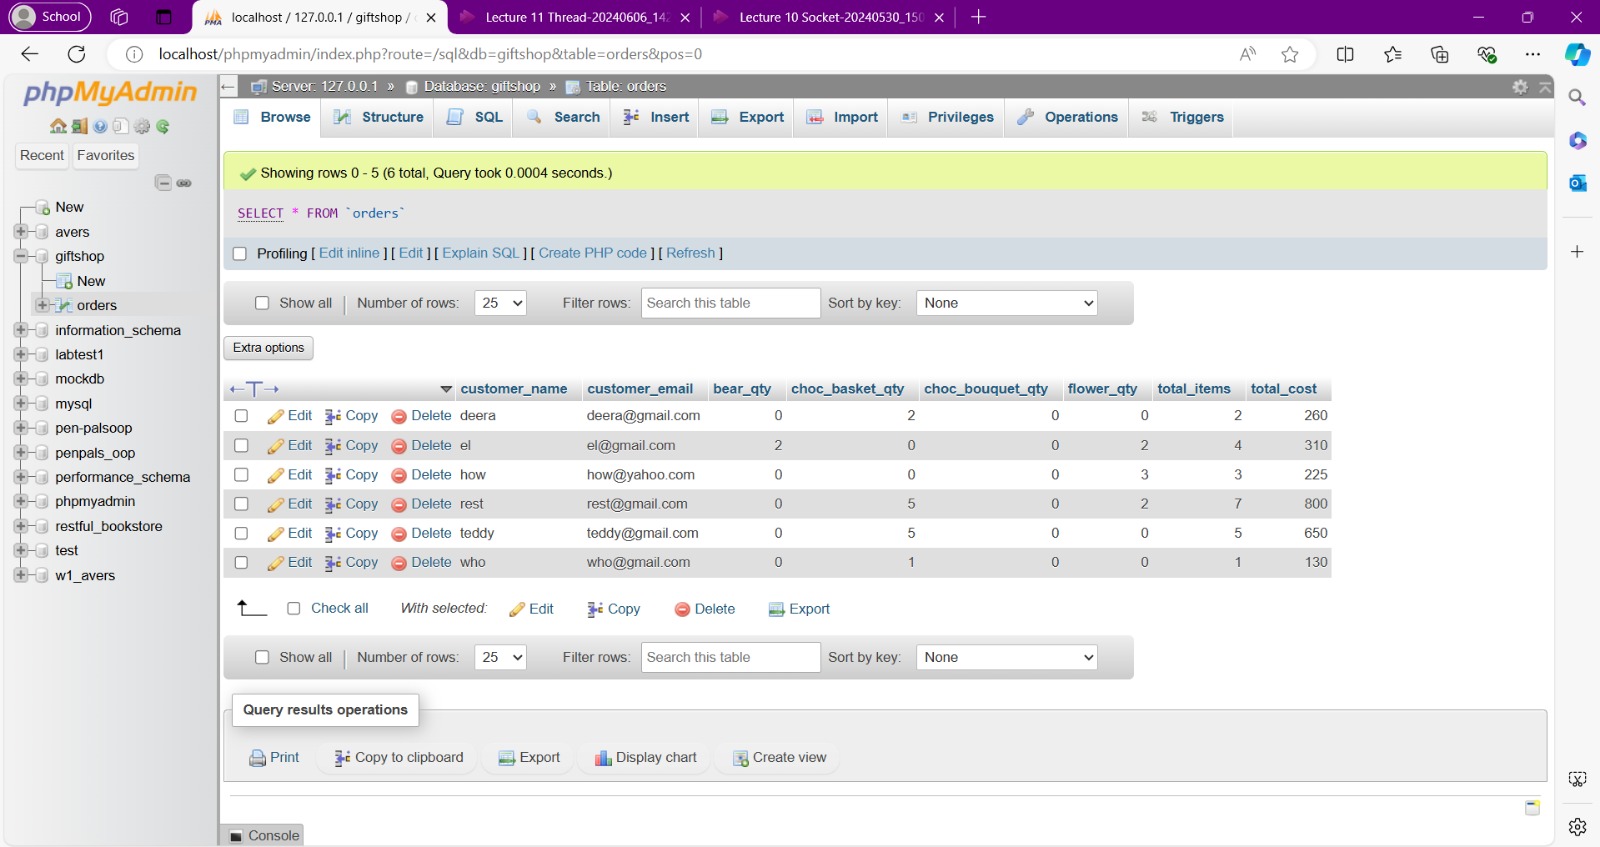 School
localhost / 127.0.0.1 / giftshop /
Lecture 11 Thread-20240606_142
Lecture 10 Socket-20240530_150
localhost/phpmyadmin/index.php?route=/sql&db=giftshop&table=orders&pos=0
phpMyAdmin
Recent Favorites
New
avers
giftshop
New
orders
information_schema
labtest1
mockdb
mysql
pen-palsoop
penpals_oop
performance_schema
phpmyadmin
restful_bookstore
test
w1_avers
Server: 127.0.0.1 » Database: giftshop » Table: orders
Browse Structure SQL Search Insert Export Import Privileges Operations Triggers
Showing rows 0 - 5 (6 total, Query took 0.0004 seconds.)
SELECT * FROM `orders`
Profiling [ Edit inline ] [ Edit ] [ Explain SQL ] [ Create PHP code ] [ Refresh ]
Show all | Number of rows: 25 Filter rows: Search this table Sort by key: None
Extra options
customer_name customer_email bear_qty choc_basket_qty choc_bouquet_qty flower_qty total_items total_cost
Edit Copy Delete deera deera@gmail.com 0 2 0 0 2 260
Edit Copy Delete el el@gmail.com 2 0 0 2 4 310
Edit Copy Delete how how@yahoo.com 0 0 0 3 3 225
Edit Copy Delete rest rest@gmail.com 0 5 0 2 7 800
Edit Copy Delete teddy teddy@gmail.com 0 5 0 0 5 650
Edit Copy Delete who who@gmail.com 0 1 0 0 1 130
Check all With selected: Edit Copy Delete Export
Show all | Number of rows: 25 Filter rows: Search this table Sort by key: None
Query results operations
Print Copy to clipboard Export Display chart Create view
Console